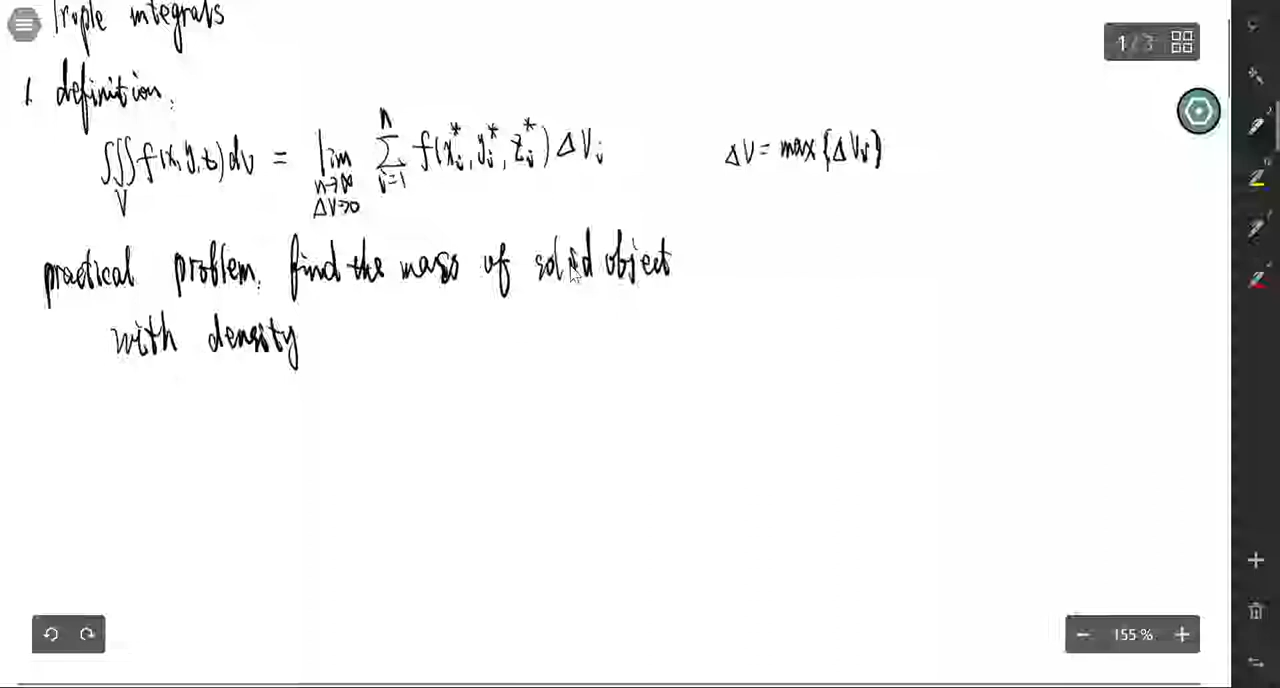 Triple integrals
1. definition.
∭_V f(x,y,z) dv = lim_{n→∞, ΔV→0} ∑_{i=1}^{n} f(x_i^*, y_i^*, z_i^*) ΔV_i    ΔV = max{ΔV_i}
practical problem. find the mass of solid object
with density
1 / 3
155 %